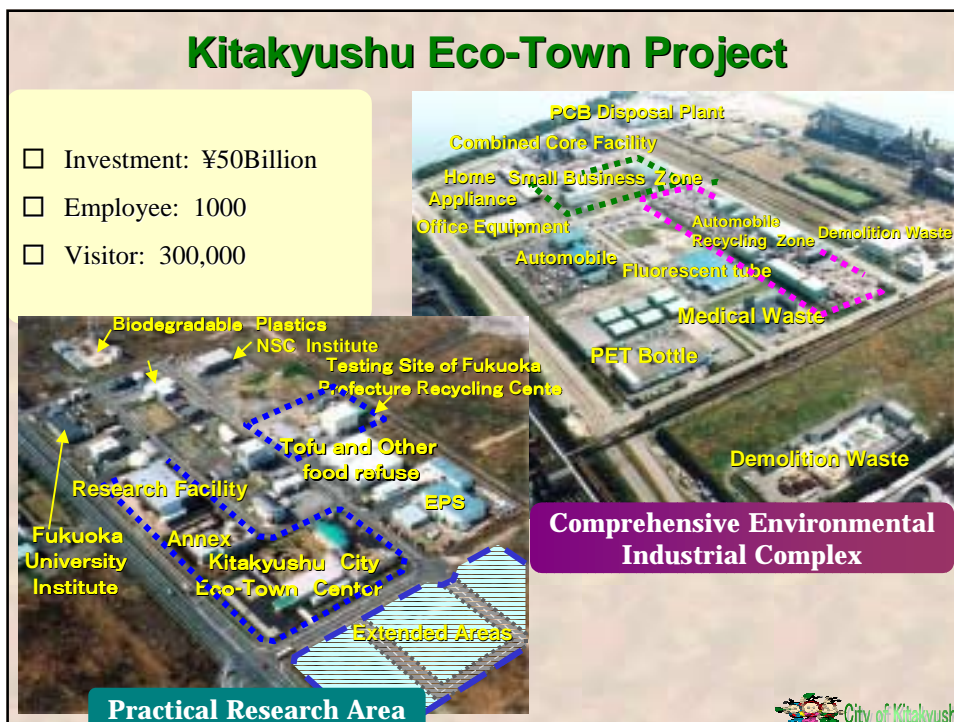 Kitakyushu Eco-Town Project
Investment: ¥50Billion
Employee: 1000
Visitor: 300,000
PCB Disposal Plant
Combined Core Facility
Home
Appliance
Small Business Zone
Office Equipment
Automobile
Recycling Zone
Demolition Waste
Automobile
Fluorescent tube
Medical Waste
PET Bottle
Demolition Waste
Comprehensive Environmental
Industrial Complex
Biodegradable Plastics
NSC Institute
Testing Site of Fukuoka
Profecture Recycling Cente
Tofu and Other
food refuse
Research Facility
EPS
Fukuoka
University
Institute
Annex
Kitakyushu City
Eco-Town Center
Extended Areas
Practical Research Area
City of Kitakyush